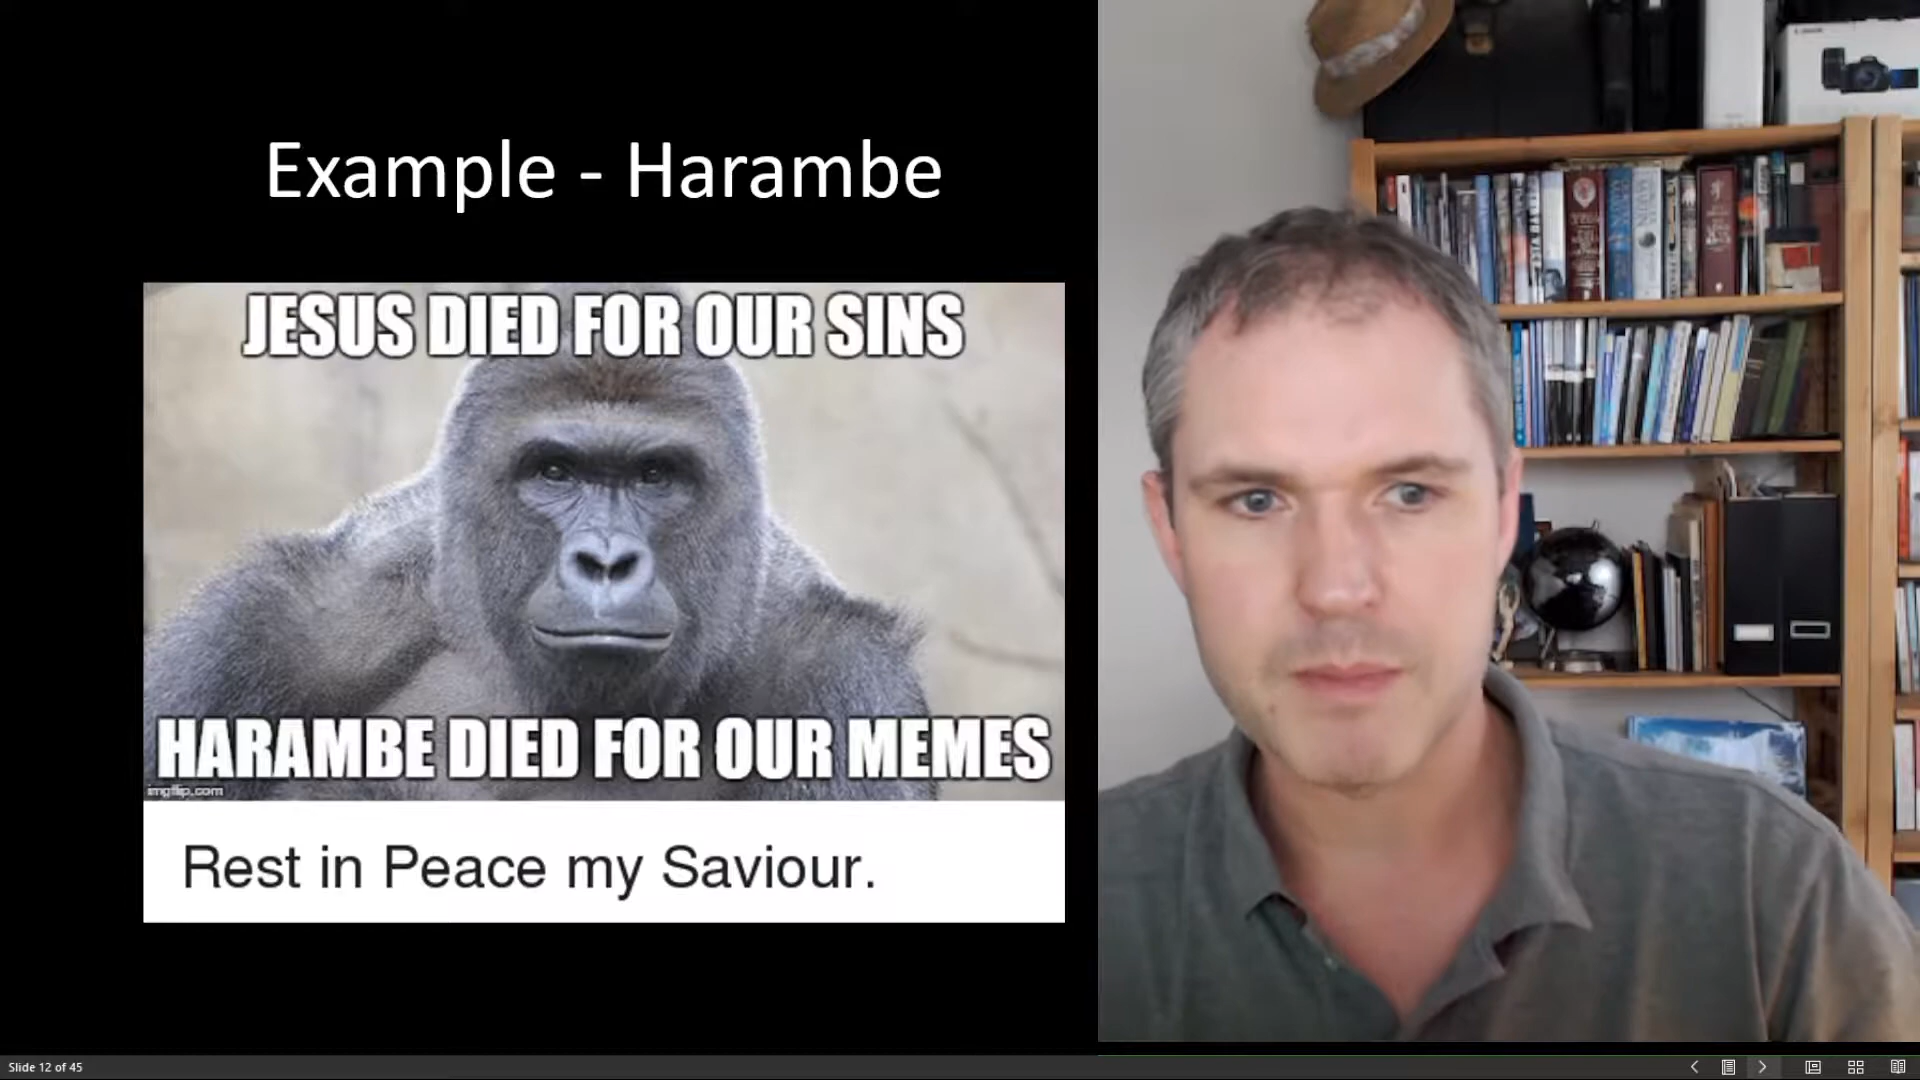 Example - Harambe
JESUS DIED FOR OUR SINS
HARAMBE DIED FOR OUR MEMES
imgflip.com
Rest in Peace my Saviour.
Slide 12 of 45